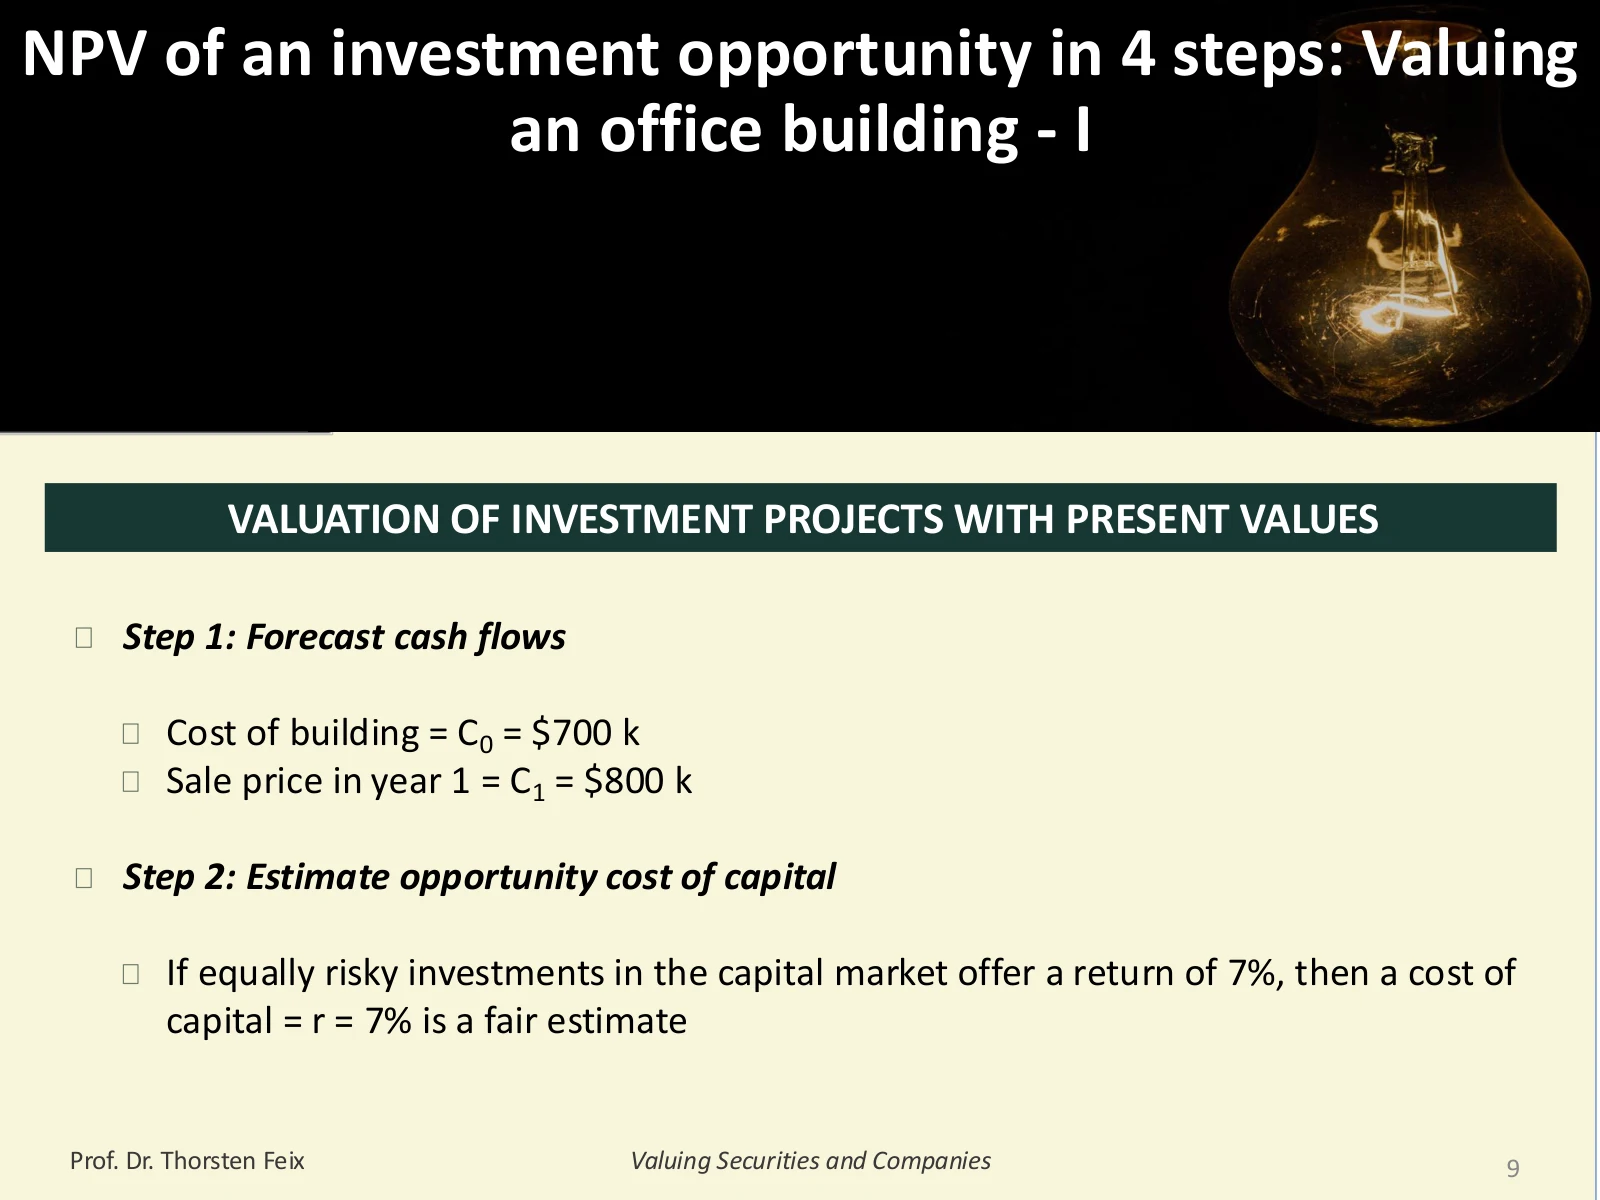 NPV of an investment opportunity in 4 steps: Valuing
an office building - I
VALUATION OF INVESTMENT PROJECTS WITH PRESENT VALUES
Step 1: Forecast cash flows
Cost of building = C₀ = $700 k
Sale price in year 1 = C₁ = $800 k
Step 2: Estimate opportunity cost of capital
If equally risky investments in the capital market offer a return of 7%, then a cost of
capital = r = 7% is a fair estimate
Prof. Dr. Thorsten Feix
Valuing Securities and Companies
9